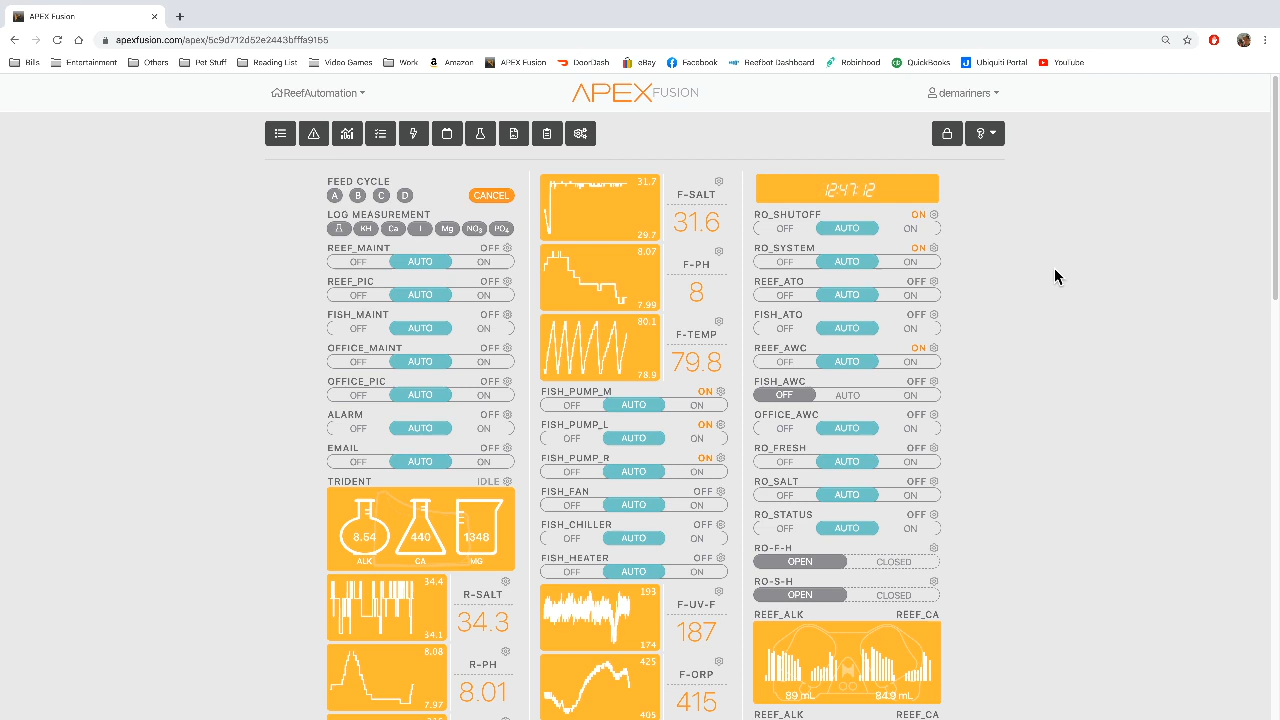 APEX Fusion
apexfusion.com/apex/5c9d712d52e2443bfffa9155
Bills Entertainment Others Pet Stuff Reading List Video Games Work Amazon APEX Fusion DoorDash eBay Facebook Reefbot Dashboard Robinhood QuickBooks Ubiquiti Portal YouTube
ReefAutomation
APEX FUSION
demariners
FEED CYCLE
A B C D CANCEL
LOG MEASUREMENT
KH Ca I Mg NO3 PO4
REEF_MAINT OFF
OFF AUTO ON
REEF_PIC OFF
OFF AUTO ON
FISH_MAINT OFF
OFF AUTO ON
OFFICE_MAINT OFF
OFF AUTO ON
OFFICE_PIC OFF
OFF AUTO ON
ALARM OFF
OFF AUTO ON
EMAIL OFF
OFF AUTO ON
TRIDENT IDLE
8.54 440 1348
ALK CA MG
34.4
34.1
R-SALT
34.3
8.08
7.97
R-PH
8.01
31.7
29.7
F-SALT
31.6
8.07
7.99
F-PH
8
80.1
78.9
F-TEMP
79.8
FISH_PUMP_M ON
OFF AUTO ON
FISH_PUMP_L ON
OFF AUTO ON
FISH_PUMP_R ON
OFF AUTO ON
FISH_FAN OFF
OFF AUTO ON
FISH_CHILLER OFF
OFF AUTO ON
FISH_HEATER OFF
OFF AUTO ON
193
174
F-UV-F
187
425
405
F-ORP
415
12:47:12
RO_SHUTOFF ON
OFF AUTO ON
RO_SYSTEM ON
OFF AUTO ON
REEF_ATO OFF
OFF AUTO ON
FISH_ATO OFF
OFF AUTO ON
REEF_AWC ON
OFF AUTO ON
FISH_AWC OFF
OFF AUTO ON
OFFICE_AWC OFF
OFF AUTO ON
RO_FRESH OFF
OFF AUTO ON
RO_SALT OFF
OFF AUTO ON
RO_STATUS OFF
OFF AUTO ON
RO-F-H
OPEN CLOSED
RO-S-H
OPEN CLOSED
REEF_ALK REEF_CA
89 mL 84.9 mL
REEF_ALK REEF_CA